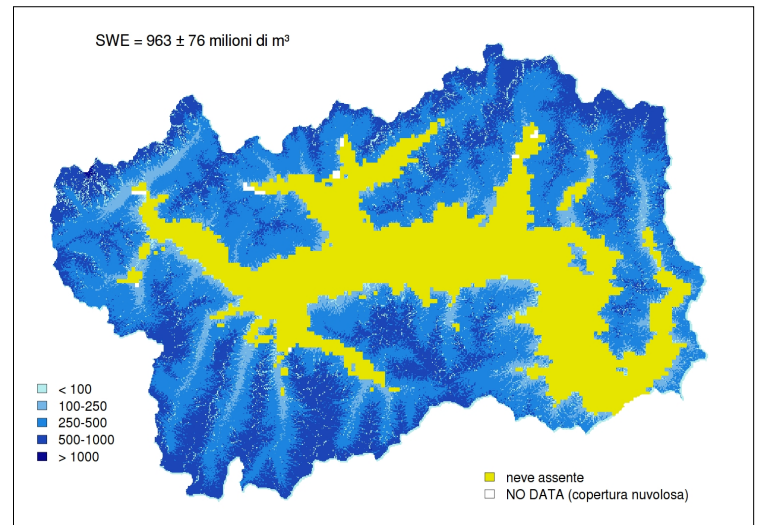 SWE = 963 ± 76 milioni di m³
< 100
100-250
250-500
500-1000
> 1000
neve assente
NO DATA (copertura nuvolosa)